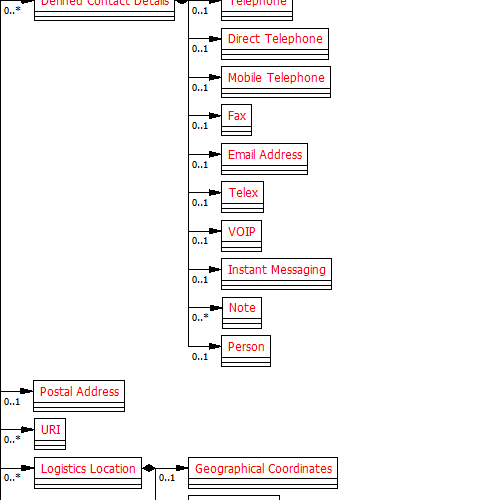 Defined Contact Details
Telephone
0..*
0..1
Direct Telephone
0..1
Mobile Telephone
0..1
Fax
0..1
Email Address
0..1
Telex
0..1
VOIP
0..1
Instant Messaging
0..1
Note
0..*
Person
0..1
Postal Address
0..1
URI
0..*
Logistics Location
Geographical Coordinates
0..*
0..1